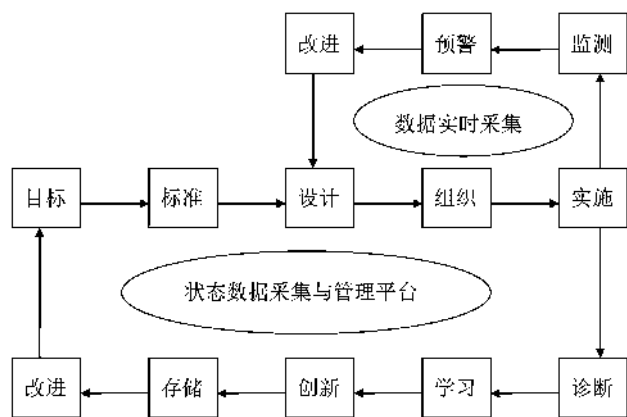 改进
预警
监测
数据实时采集
目标
标准
设计
组织
实施
状态数据采集与管理平台
改进
存储
创新
学习
诊断